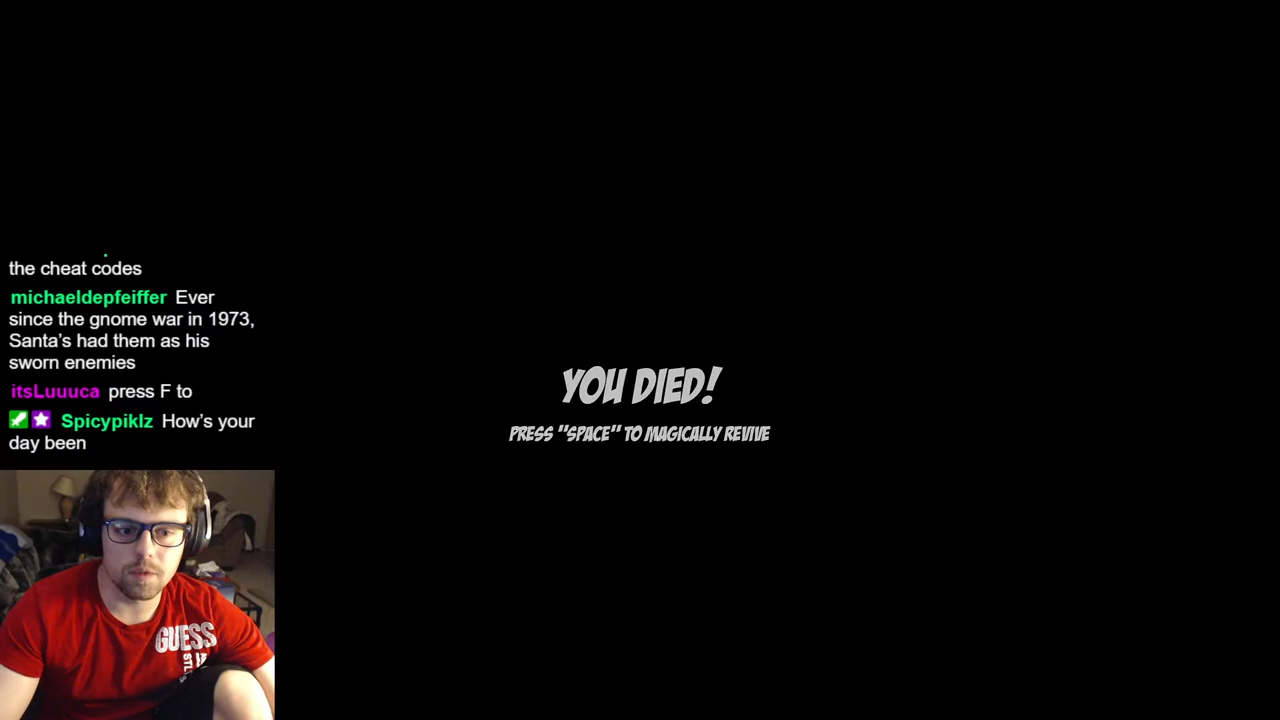 the cheat codes
michaeldepfeiffer Ever
since the gnome war in 1973,
Santa's had them as his
sworn enemies
itsLuuuca press F to
Spicypiklz How's your
day been
YOU DIED!
PRESS "SPACE" TO MAGICALLY REVIVE
GUESS